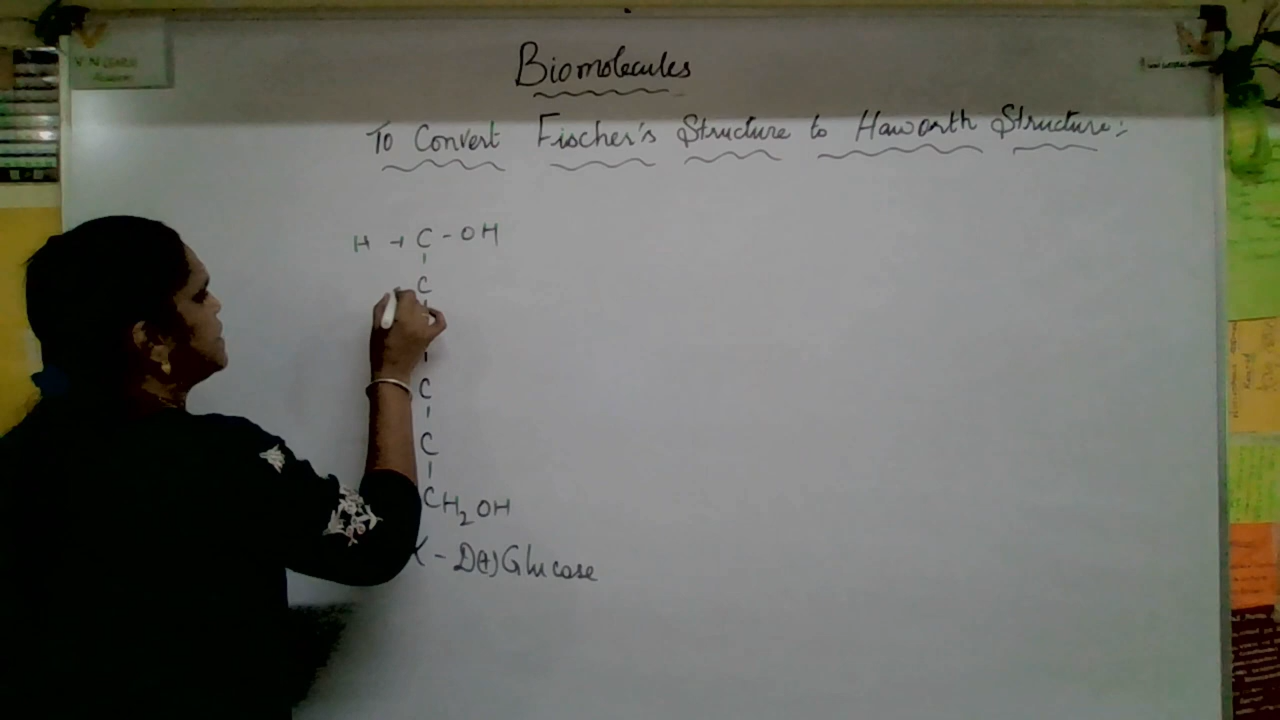 Biomolecules
To Convert Fischer's Structure to Haworth Structure:-
H - C - OH
C
C
C
CH2OH
- D(+) Glucose